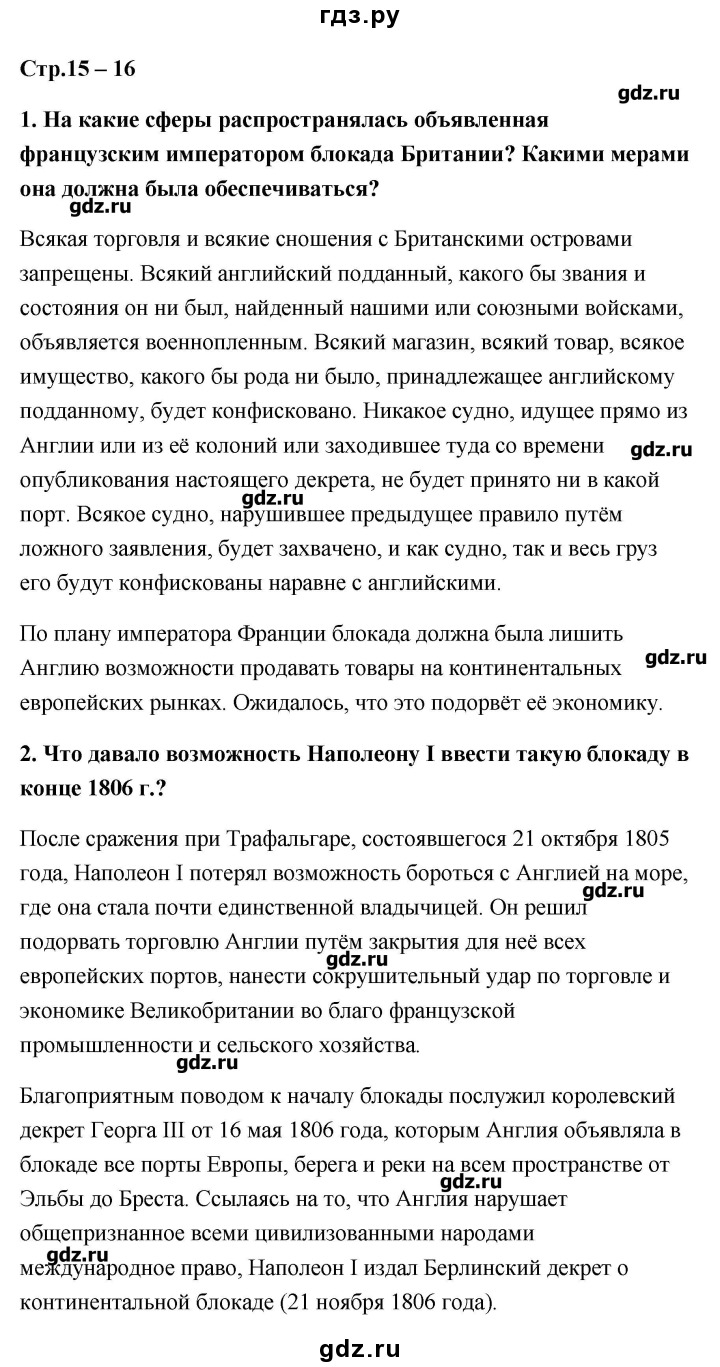 гдз.ру
Стр.15 – 16
gdz.ru
1. На какие сферы распространялась объявленная
французским императором блокада Британии? Какими мерами
она должна была обеспечиваться?
gdz.ru
Всякая торговля и всякие сношения с Британскими островами
запрещены. Всякий английский подданный, какого бы звания и
состояния он ни был, найденный нашими или союзными войсками,
объявляется военнопленным. Всякий магазин, всякий товар, всякое
имущество, какого бы рода ни было, принадлежащее английскому
подданному, будет конфисковано. Никакое судно, идущее прямо из
Англии или из её колоний или заходившее туда со времени
gdz.ru
опубликования настоящего декрета, не будет принято ни в какой
gdz.ru
порт. Всякое судно, нарушившее предыдущее правило путём
ложного заявления, будет захвачено, и как судно, так и весь груз
его будут конфискованы наравне с английскими.
По плану императора Франции блокада должна была лишить
gdz.ru
Англию возможности продавать товары на континентальных
европейских рынках. Ожидалось, что это подорвёт её экономику.
2. Что давало возможность Наполеону I ввести такую блокаду в
конце 1806 г.?
После сражения при Трафальгаре, состоявшегося 21 октября 1805
года, Наполеон I потерял возможность бороться с Англией на море,
gdz.ru
где она стала почти единственной владычицей. Он решил
подорвать торговлю Англии путём закрытия для неё всех
gdz.ru
европейских портов, нанести сокрушительный удар по торговле и
экономике Великобритании во благо французской
промышленности и сельского хозяйства.
gdz.ru
Благоприятным поводом к началу блокады послужил королевский
декрет Георга III от 16 мая 1806 года, которым Англия объявляла в
блокаде все порты Европы, берега и реки на всем пространстве от
gdz.ru
Эльбы до Бреста. Ссылаясь на то, что Англия нарушает
общепризнанное всеми цивилизованными народами
gdz.ru
международное право, Наполеон I издал Берлинский декрет о
континентальной блокаде (21 ноября 1806 года).
gdz.ru